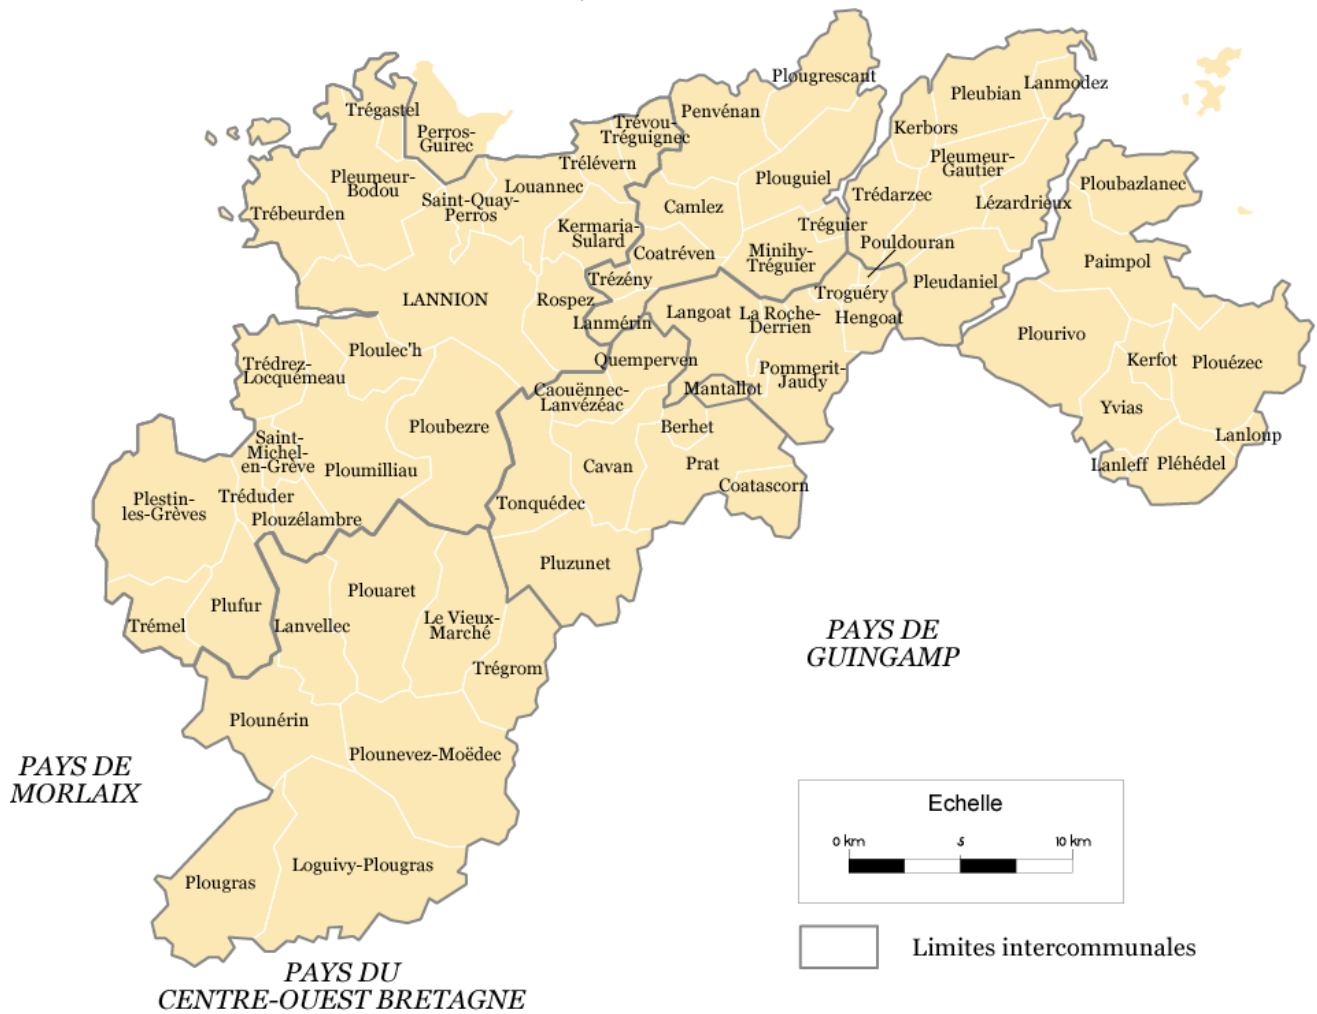 Plougrescant
Lanmodez
Pleubian
Trégastel
Penvénan
Trévou-
Tréguignec
Kerbors
Perros-
Guirec
Trélévern
Pleumeur-
Gautier
Pleumeur-
Bodou
Louannec
Plouguiel
Ploubazlanec
Trédarzec
Saint-Quay-
Perros
Camlez
Lézardrieux
Trébeurden
Kermaria-
Sulard
Tréguier
Pouldouran
Coatréven
Minihy-
Tréguier
Paimpol
Trézény
Pleudaniel
LANNION
Rospez
Troguéry
Langoat
La Roche-
Derrien
Hengoat
Lanmérin
Plourivo
Ploulec'h
Quemperven
Kerfot
Plouézec
Trédrez-
Locquémeau
Pommerit-
Jaudy
Caouënnec-
Lanvézéac
Mantallot
Yvias
Ploubezre
Berhet
Lanloup
Saint-
Michel-
en-Grève
Ploumilliau
Cavan
Prat
Lanleff
Pléhédel
Coatascorn
Plestin-
les-Grèves
Tréduder
Tonquédec
Plouzélambre
Pluzunet
Plouaret
Plufur
Trémel
Lanvellec
Le Vieux-
Marché
PAYS DE
GUINGAMP
Trégrom
Plounérin
Plounevez-Moëdec
PAYS DE
MORLAIX
Echelle
0 km 5 10 km
Loguivy-Plougras
Plougras
Limites intercommunales
PAYS DU
CENTRE-OUEST BRETAGNE